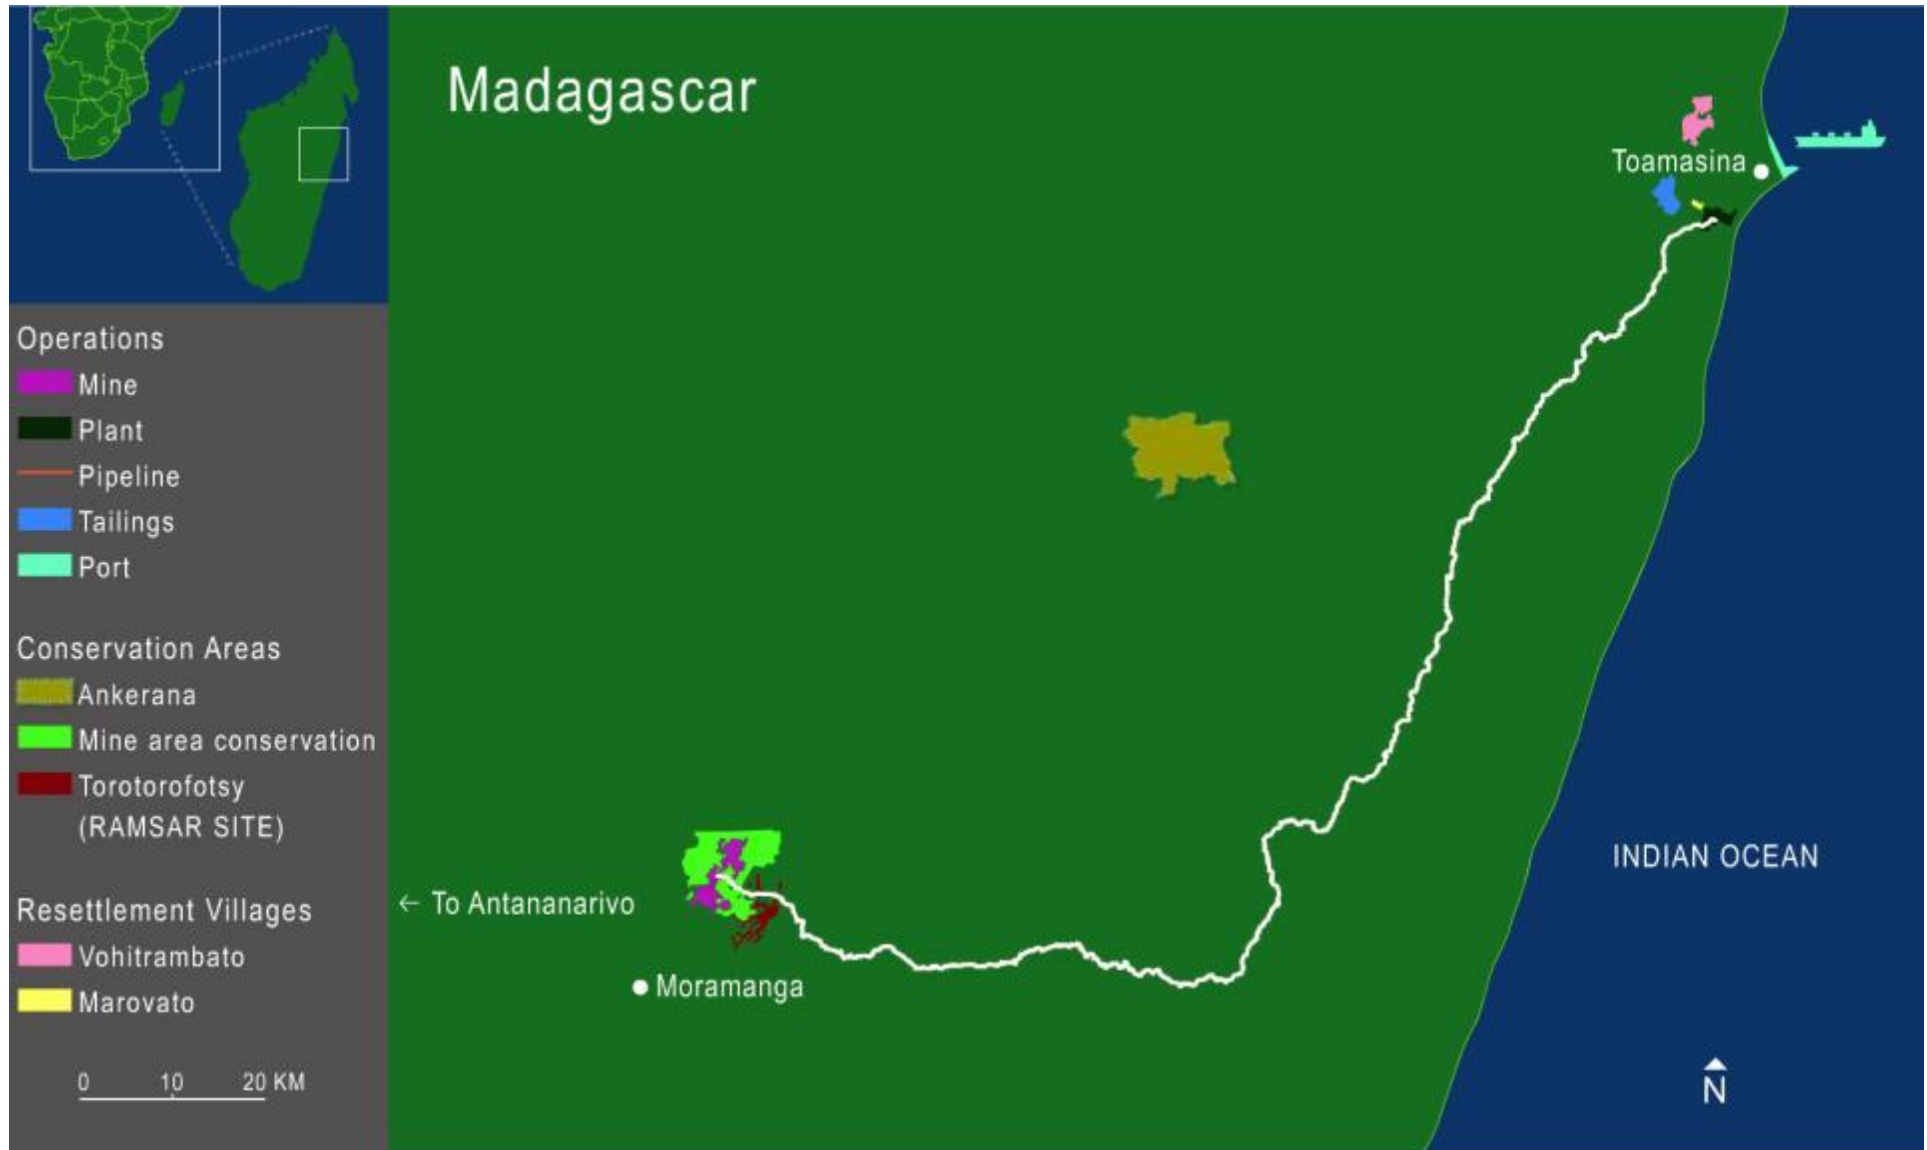 Madagascar
Toamasina
Operations
Mine
Plant
Pipeline
Tailings
Port
Conservation Areas
Ankerana
Mine area conservation
Torotorofotsy
(RAMSAR SITE)
Resettlement Villages
Vohitrambato
Marovato
0 10 20 KM
← To Antananarivo
Moramanga
INDIAN OCEAN
N